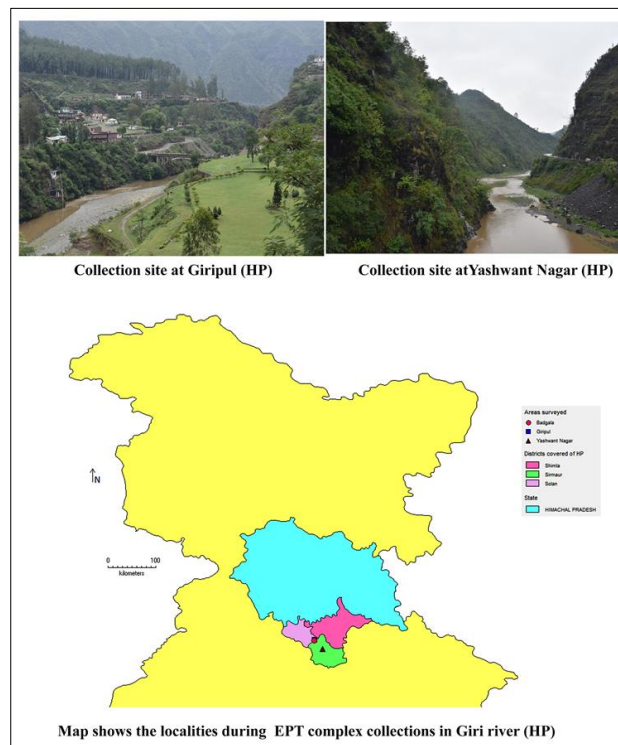 Collection site at Giripul (HP)
Collection site atYashwant Nagar (HP)
Areas surveyed
Badgala
Giripul
Yashwant Nagar
Districts covered of HP
Shimla
Sirmaur
Solan
State
HIMACHAL PRADESH
N
0 100
kilometers
Map shows the localities during EPT complex collections in Giri river (HP)